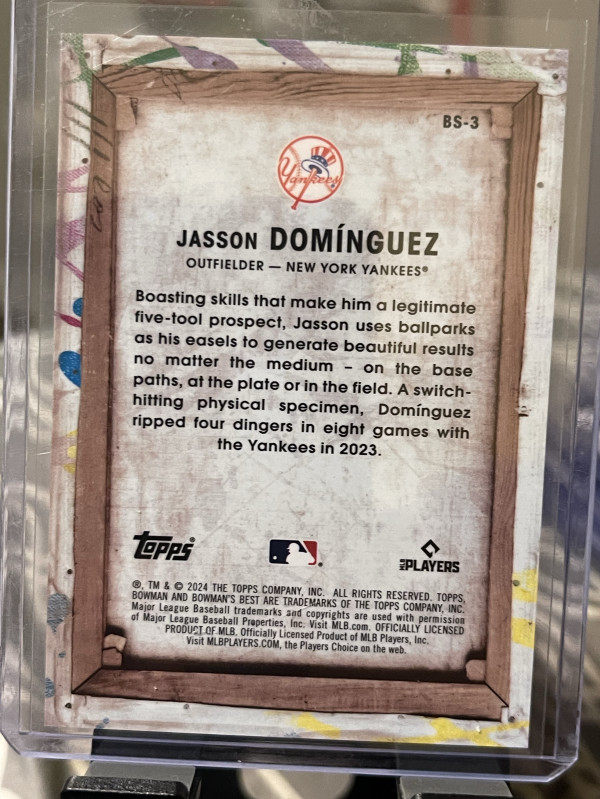 BS-3
Yankees
JASSON DOMÍNGUEZ
OUTFIELDER — NEW YORK YANKEES®
Boasting skills that make him a legitimate
five-tool prospect, Jasson uses ballparks
as his easels to generate beautiful results
no matter the medium – on the base
paths, at the plate or in the field. A switch-
hitting physical specimen, Domínguez
ripped four dingers in eight games with
the Yankees in 2023.
topps®
MLB PLAYERS
®, TM & © 2024 THE TOPPS COMPANY, INC. ALL RIGHTS RESERVED. TOPPS,
BOWMAN AND BOWMAN'S BEST ARE TRADEMARKS OF THE TOPPS COMPANY, INC.
Major League Baseball trademarks and copyrights are used with permission
of Major League Baseball Properties, Inc. Visit MLB.com. OFFICIALLY LICENSED
PRODUCT OF MLB. Officially Licensed Product of MLB Players, Inc.
Visit MLBPLAYERS.COM, the Players Choice on the web.